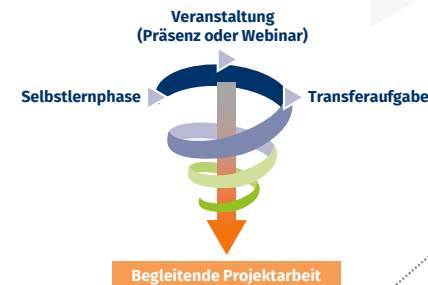 Veranstaltung
(Präsenz oder Webinar)
Selbstlernphase
Transferaufgabe
Begleitende Projektarbeit